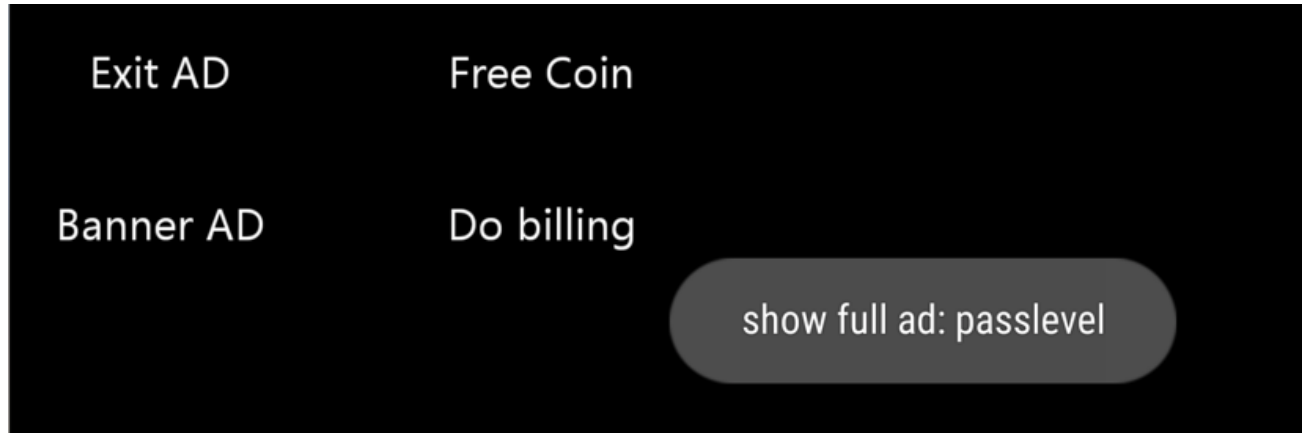 Exit AD
Free Coin
Banner AD
Do billing
show full ad: passlevel